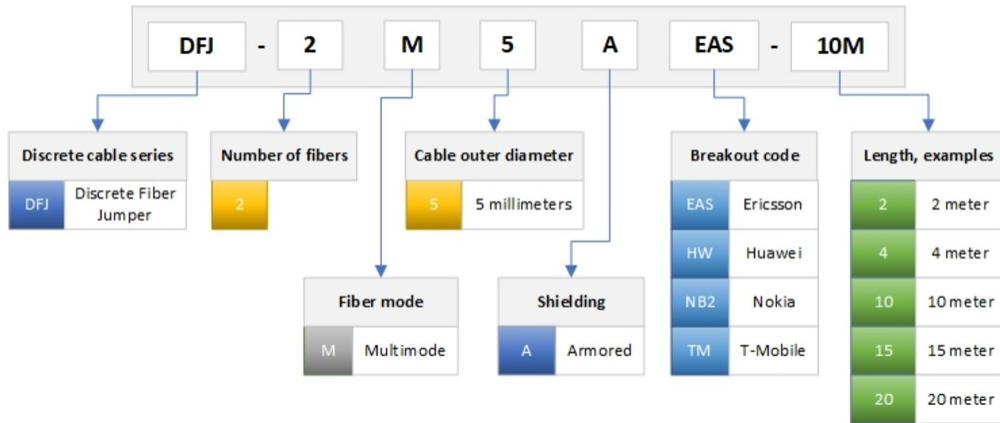 DFJ - 2 M 5 A EAS - 10M
Discrete cable series
DFJ Discrete Fiber
Jumper
Number of fibers
2
Cable outer diameter
5 5 millimeters
Breakout code
EAS Ericsson
HW Huawei
NB2 Nokia
TM T-Mobile
Length, examples
2 2 meter
4 4 meter
10 10 meter
15 15 meter
20 20 meter
Fiber mode
M Multimode
Shielding
A Armored